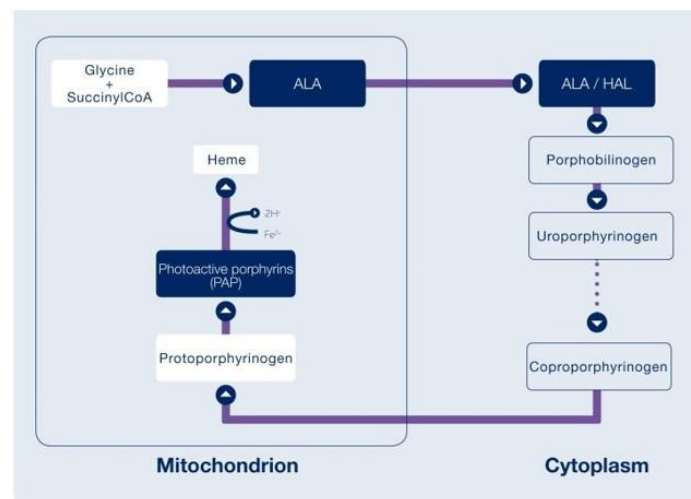 Glycine
+
SuccinylCoA
ALA
ALA / HAL
Porphobilinogen
Uroporphyrinogen
Coproporphyrinogen
Heme
2H⁺
Fe²⁻
Photoactive porphyrins
(PAP)
Protoporphyrinogen
Mitochondrion
Cytoplasm